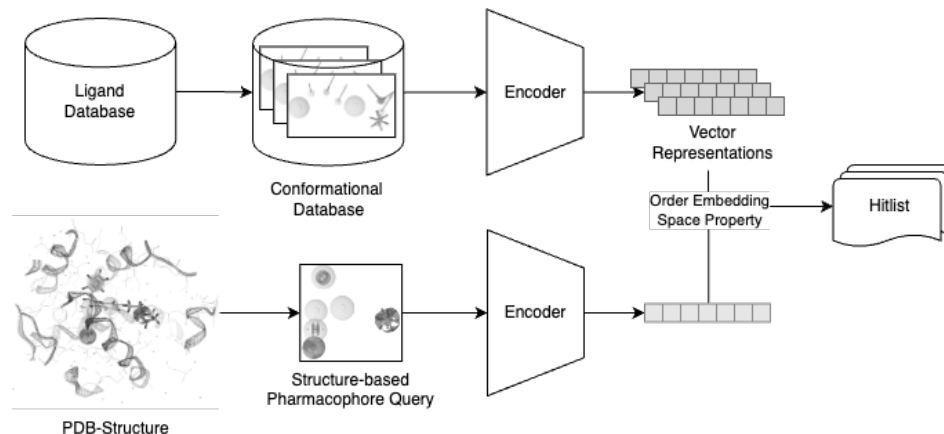 Ligand
Database
Conformational
Database
Encoder
Vector
Representations
Order Embedding
Space Property
Hitlist
PDB-Structure
Structure-based
Pharmacophore Query
Encoder